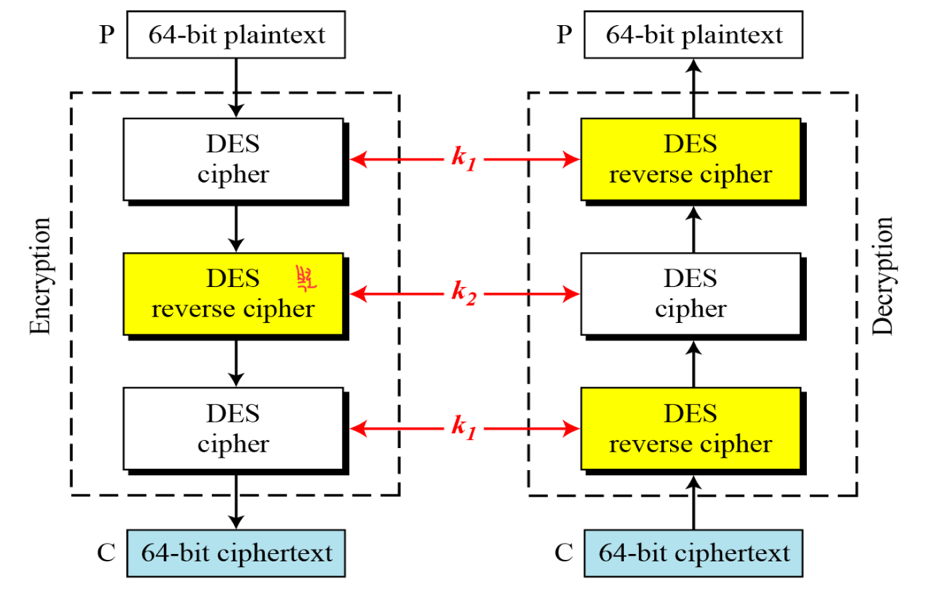 P
64-bit plaintext
Encryption
DES
cipher
DES
reverse cipher
DES
cipher
C
64-bit ciphertext
k1
k2
k1
P
64-bit plaintext
DES
reverse cipher
DES
cipher
DES
reverse cipher
Decryption
C
64-bit ciphertext